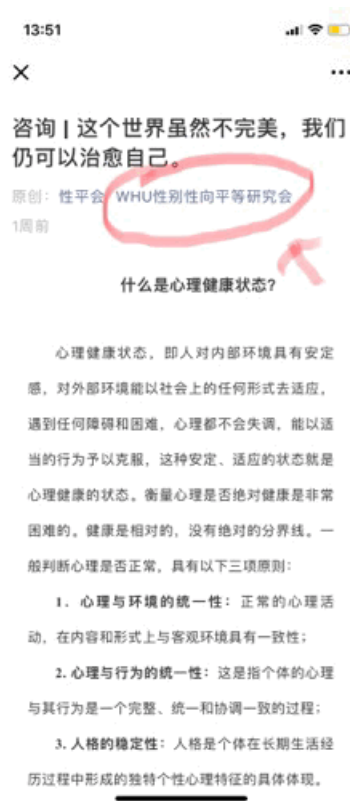 13:51
咨询 | 这个世界虽然不完美，我们
仍可以治愈自己。
原创： 性平会 WHU性别性向平等研究会
1周前
什么是心理健康状态?
心理健康状态，即人对内部环境具有安定
感，对外部环境能以社会上的任何形式去适应，
遇到任何障碍和困难，心理都不会失调，能以适
当的行为予以克服，这种安定、适应的状态就是
心理健康的状态。衡量心理是否绝对健康是非常
困难的。健康是相对的，没有绝对的分界线。一
般判断心理是否正常，具有以下三项原则：
1．心理与环境的统一性：正常的心理活
动，在内容和形式上与客观环境具有一致性；
2. 心理与行为的统一性：这是指个体的心理
与其行为是一个完整、统一和协调一致的过程；
3. 人格的稳定性：人格是个体在长期生活经
历过程中形成的独特个性心理特征的具体体现。